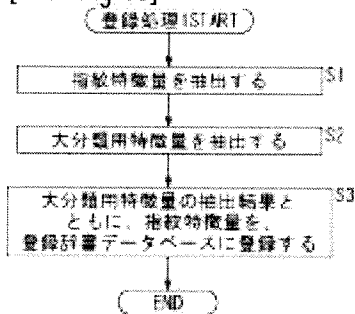 登録処理START
指紋特徴量を抽出する
S1
大分類用特徴量を抽出する
S2
大分類用特徴量の抽出結果と
ともに、指紋特徴量を、
登録辞書データベースに登録する
S3
END